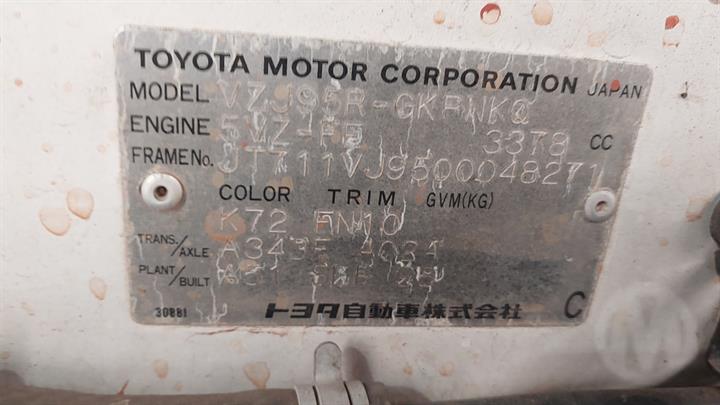 TOYOTA MOTOR CORPORATION JAPAN
MODEL VZJ95R-GKPNKQ
ENGINE 5VZ-FE 3378 CC
FRAME No. JT711VJ9500048271
COLOR TRIM GVM(KG)
K72 FN10
TRANS./AXLE A343F
PLANT/BUILT
30881 トヨタ自動車株式会社 C
M